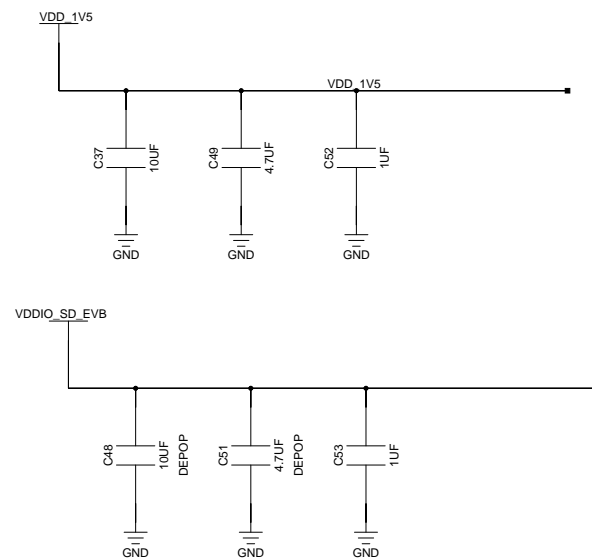 VDD_1V5
VDD_1V5
C37
10UF
C49
4.7UF
C52
1UF
GND
GND
GND
VDDIO_SD_EVB
C48
10UF
DEPOP
C51
4.7UF
DEPOP
C53
1UF
GND
GND
GND